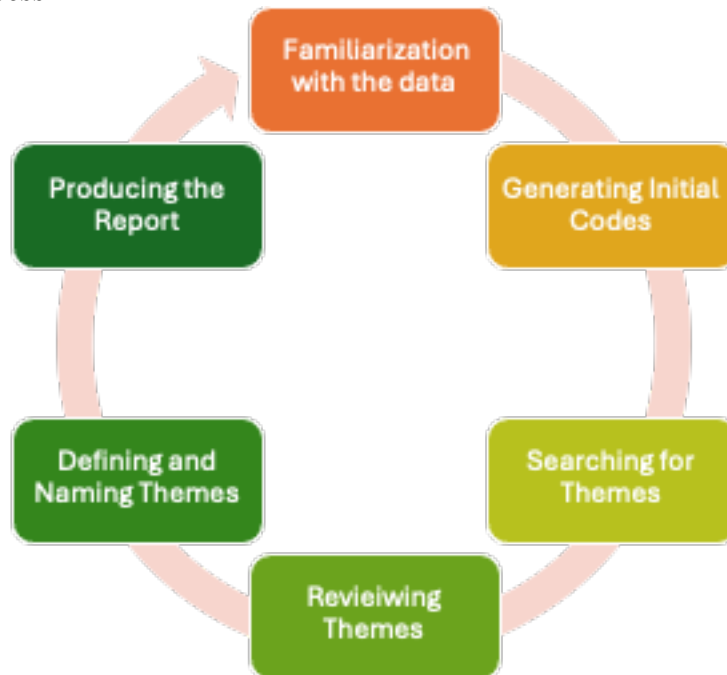 Familiarization
with the data
Generating Initial
Codes
Searching for
Themes
Revieiwing
Themes
Defining and
Naming Themes
Producing the
Report